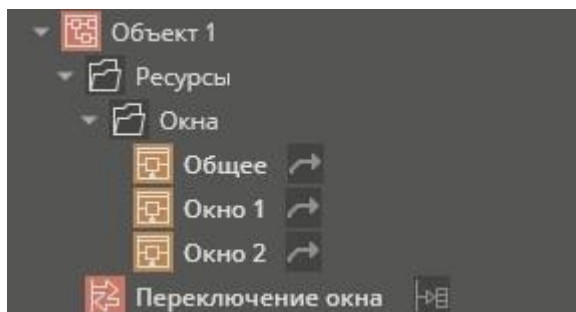 Объект 1
Ресурсы
Окна
Общее
Окно 1
Окно 2
Переключение окна